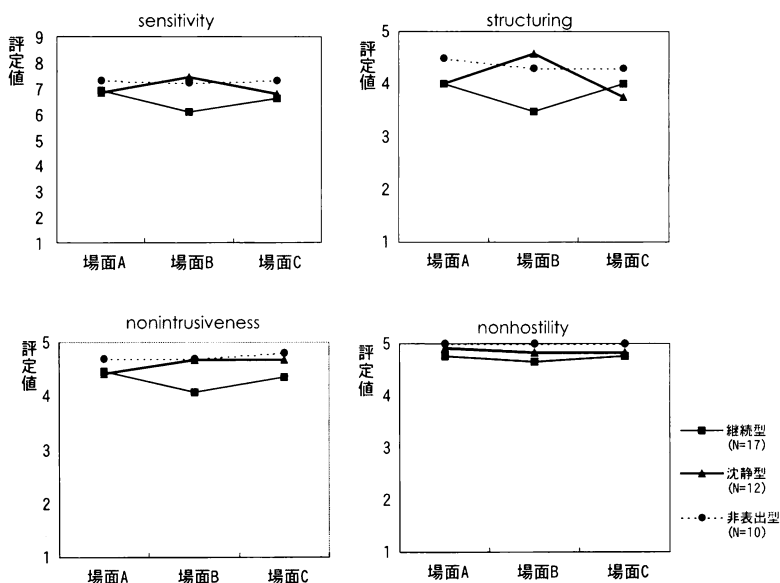 sensitivity
評定値
9
8
7
6
5
4
3
2
1
場面A 場面B 場面C
structuring
評定値
5
4
3
2
1
場面A 場面B 場面C
nonintrusiveness
評定値
5
4
3
2
1
場面A 場面B 場面C
nonhostility
評定値
5
4
3
2
1
場面A 場面B 場面C
継続型
(N=17)
沈静型
(N=12)
非表出型
(N=10)